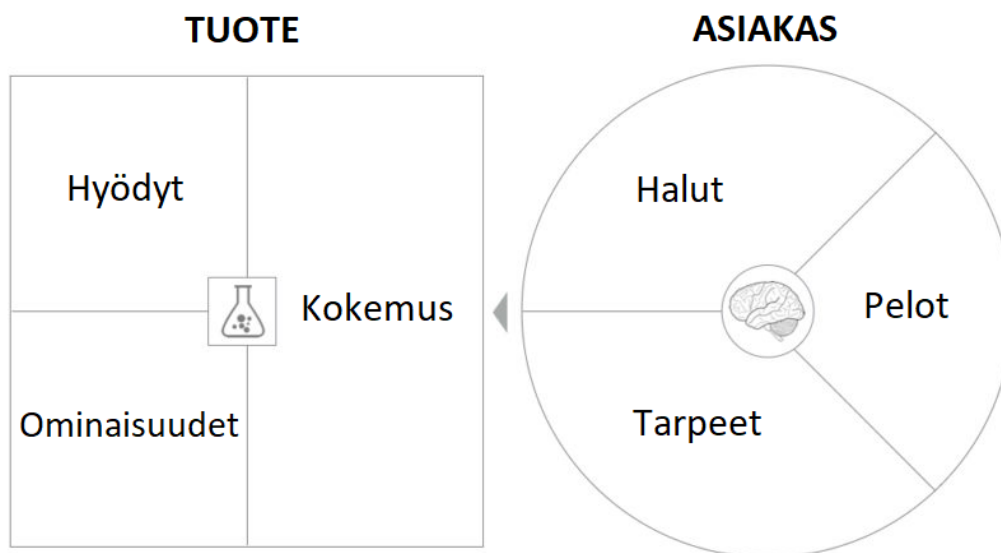 TUOTE
ASIAKAS
Hyödyt
Kokemus
Ominaisuudet
Halut
Pelot
Tarpeet